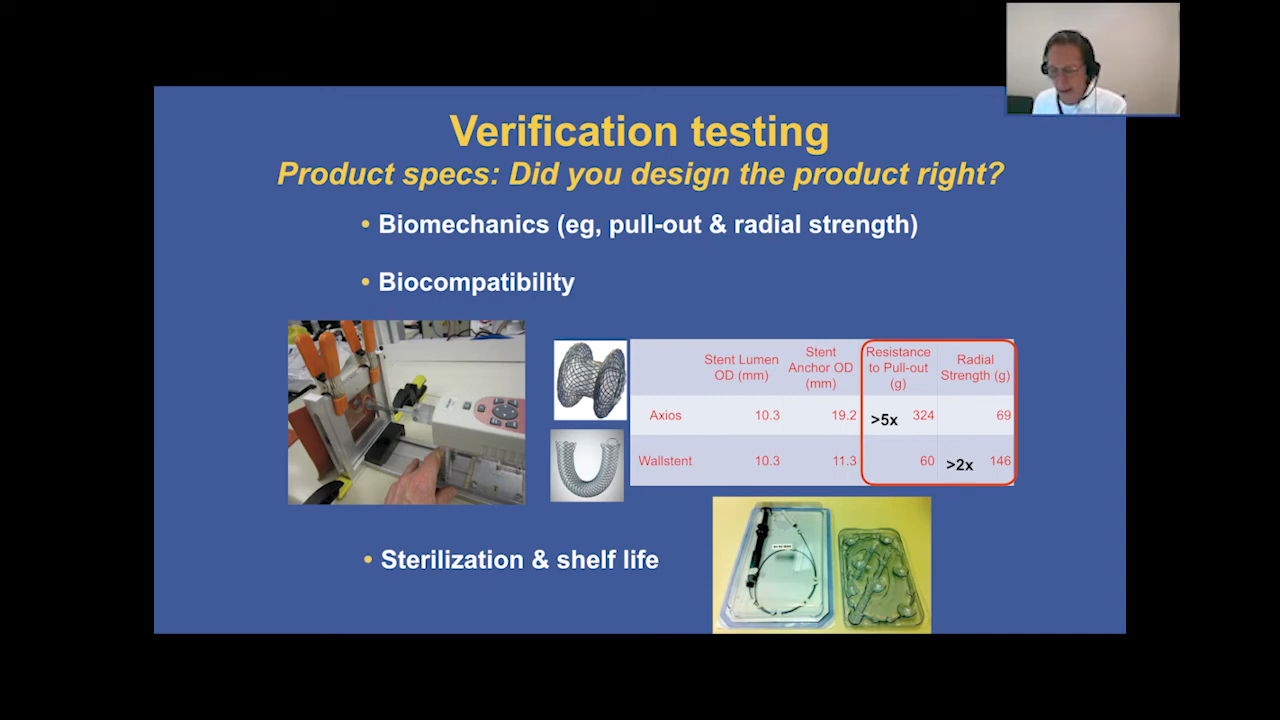 Verification testing
Product specs: Did you design the product right?
• Biomechanics (eg, pull-out & radial strength)
• Biocompatibility
Stent Lumen OD (mm) Stent Anchor OD (mm) Resistance to Pull-out (g) Radial Strength (g)
Axios 10.3 19.2 >5x 324 69
Wallstent 10.3 11.3 60 >2x 146
• Sterilization & shelf life